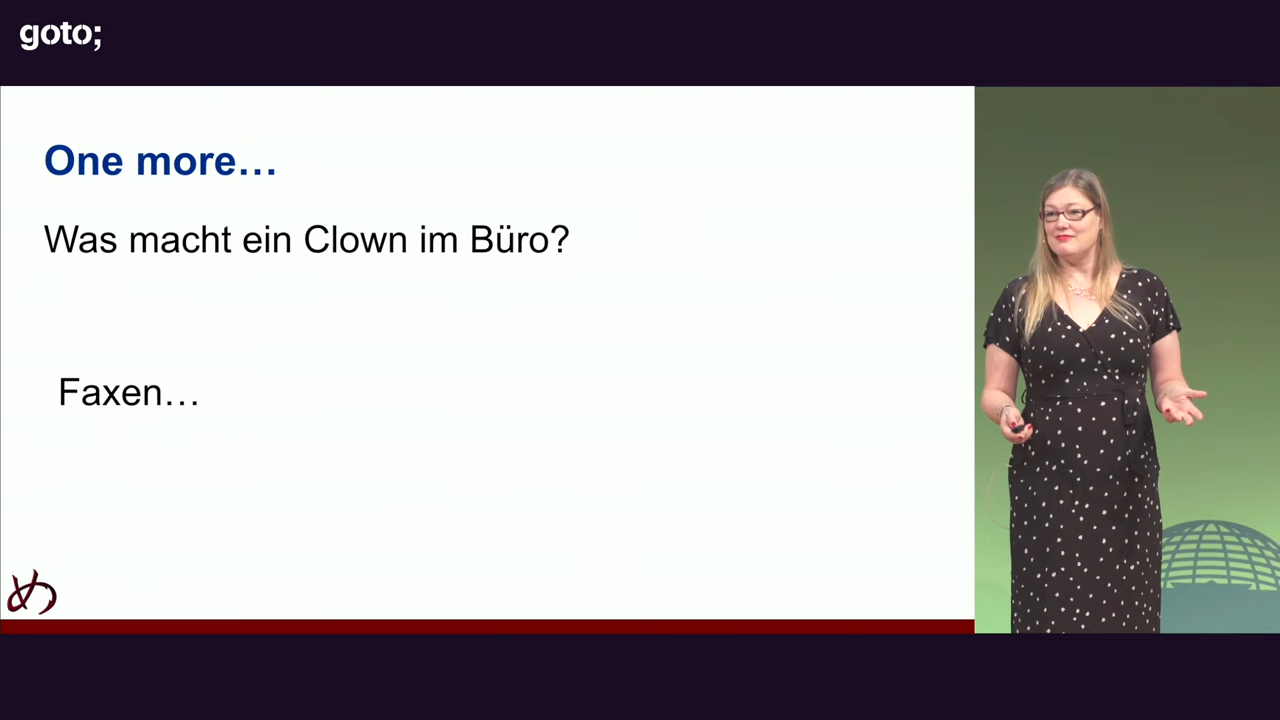 goto;
One more…
Was macht ein Clown im Büro?
Faxen…
め